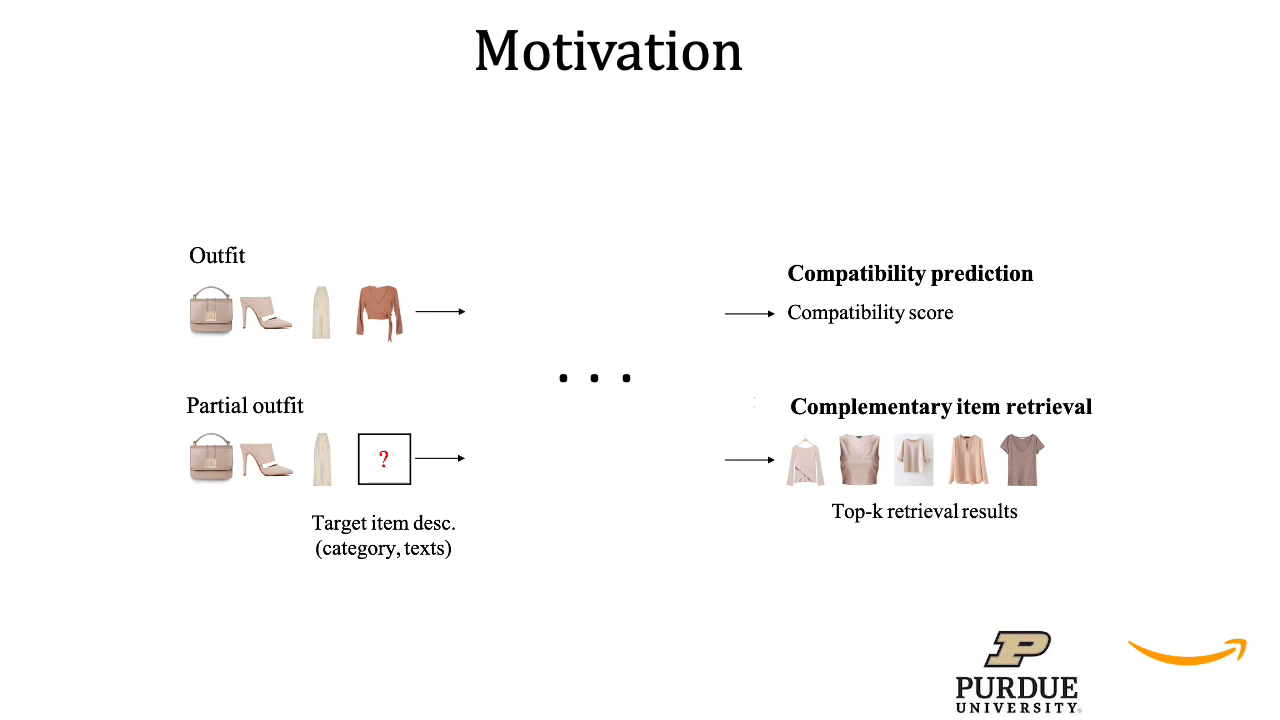 Motivation
Outfit
Compatibility prediction
Compatibility score
. . .
Partial outfit
Complementary item retrieval
?
Top-k retrieval results
Target item desc.
(category, texts)
P
PURDUE
UNIVERSITY®